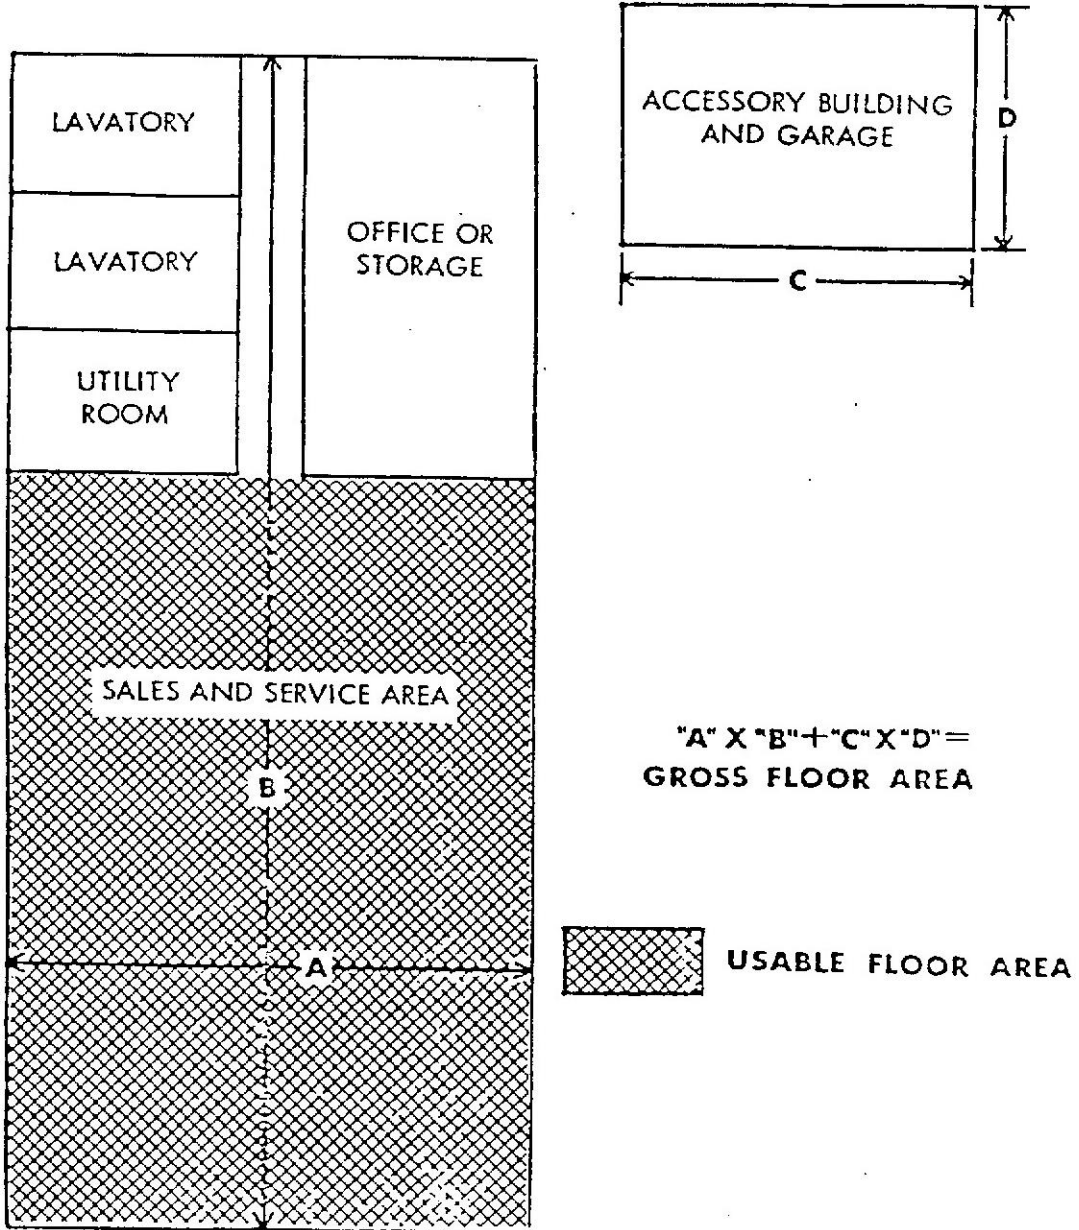 LAVATORY
LAVATORY
UTILITY
ROOM
OFFICE OR
STORAGE
ACCESSORY BUILDING
AND GARAGE
D
C
SALES AND SERVICE AREA
B
A
"A" X "B"+"C" X "D"=
GROSS FLOOR AREA
USABLE FLOOR AREA